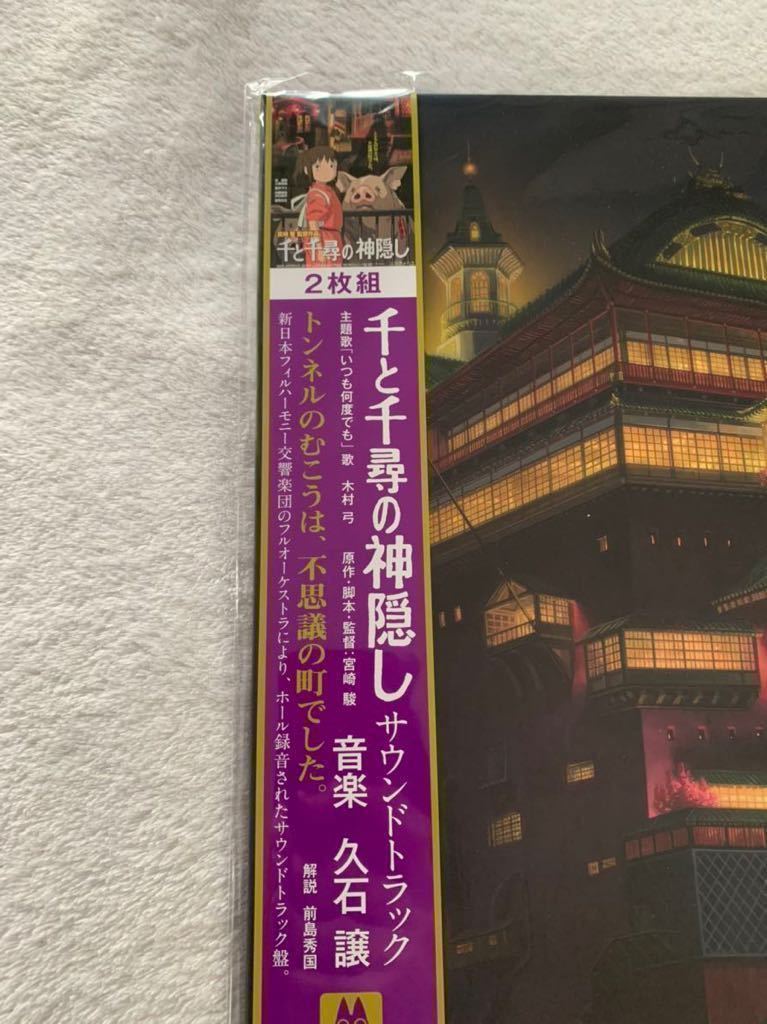 千と千尋の神隠し
2枚組
千と千尋の神隠し サウンドトラック
音楽 久石 譲
主題歌「いつも何度でも」歌 木村 弓 原作・脚本・監督:宮崎 駿
トンネルのむこうは、不思議の町でした。
解説 前島秀国
新日本フィルハーモニー交響楽団のフルオーケストラにより、ホール録音されたサウンドトラック盤。